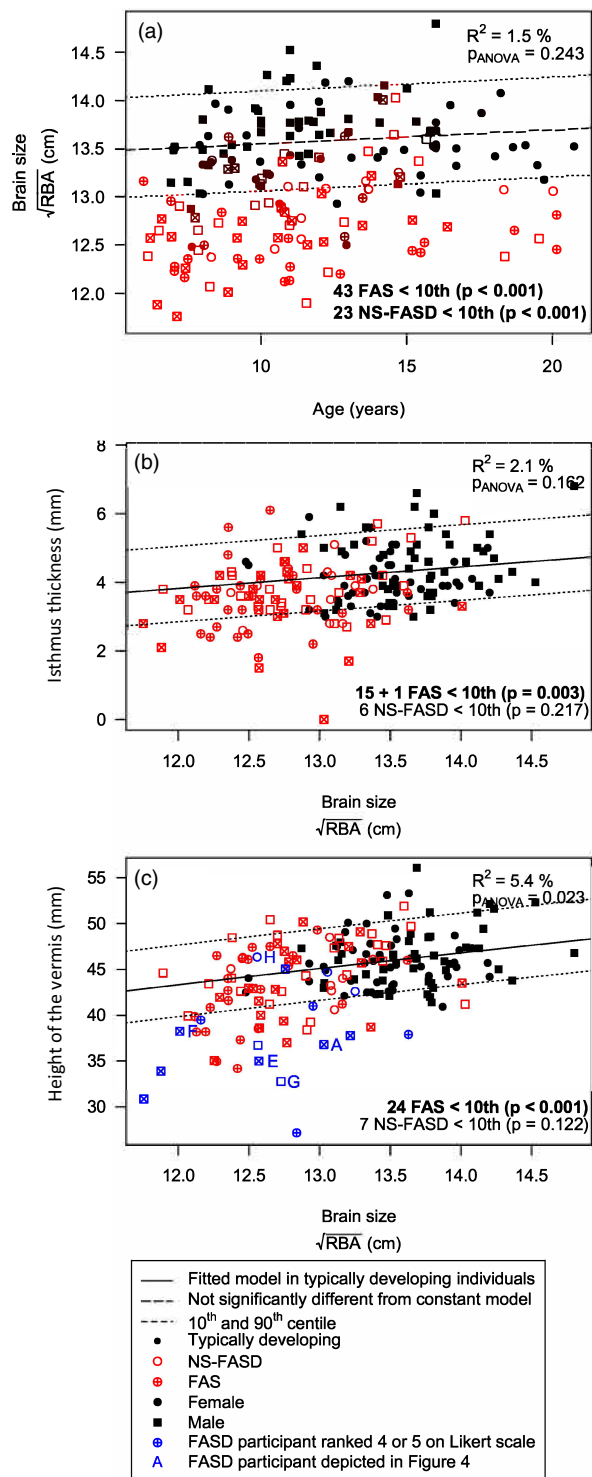 (a)
R² = 1.5 %
pANOVA = 0.243
Brain size
√RBA (cm)
14.5
14.0
13.5
13.0
12.5
12.0
43 FAS < 10th (p < 0.001)
23 NS-FASD < 10th (p < 0.001)
10
15
20
Age (years)
(b)
R² = 2.1 %
pANOVA = 0.162
Isthmus thickness (mm)
8
6
4
2
0
15 + 1 FAS < 10th (p = 0.003)
6 NS-FASD < 10th (p = 0.217)
12.0
12.5
13.0
13.5
14.0
14.5
Brain size
√RBA (cm)
(c)
R² = 5.4 %
pANOVA = 0.023
Height of the vermis (mm)
55
50
45
40
35
30
H
F
A
E
G
24 FAS < 10th (p < 0.001)
7 NS-FASD < 10th (p = 0.122)
12.0
12.5
13.0
13.5
14.0
14.5
Brain size
√RBA (cm)
Fitted model in typically developing individuals
Not significantly different from constant model
10th and 90th centile
Typically developing
NS-FASD
FAS
Female
Male
FASD participant ranked 4 or 5 on Likert scale
A FASD participant depicted in Figure 4